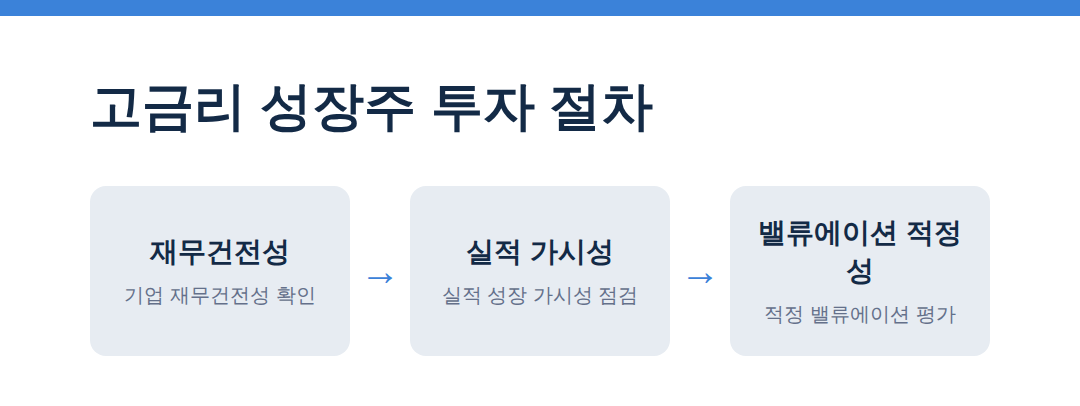 고금리 성장주 투자 절차
재무건전성
기업 재무건전성 확인
→
실적 가시성
실적 성장 가시성 점검
→
밸류에이션 적정
성
적정 밸류에이션 평가